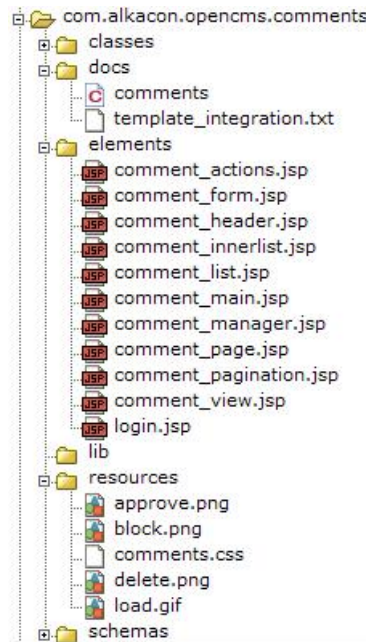 com.alkacon.opencms.comments
classes
docs
comments
template_integration.txt
elements
comment_actions.jsp
comment_form.jsp
comment_header.jsp
comment_innerlist.jsp
comment_list.jsp
comment_main.jsp
comment_manager.jsp
comment_page.jsp
comment_pagination.jsp
comment_view.jsp
login.jsp
lib
resources
approve.png
block.png
comments.css
delete.png
load.gif
schemas